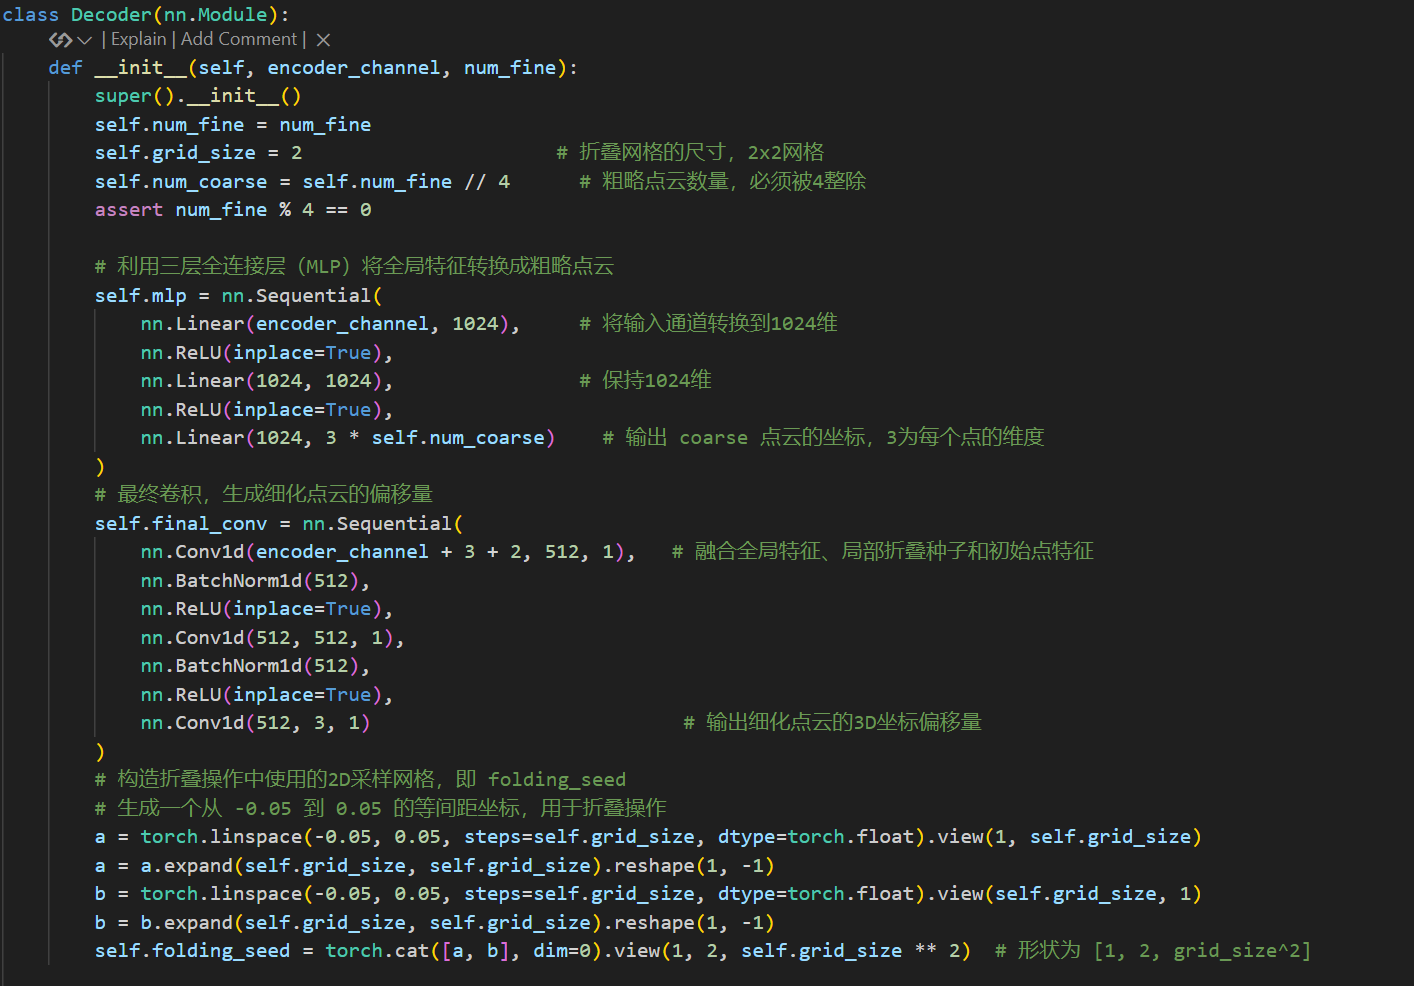 class Decoder(nn.Module):
| Explain | Add Comment | X
def __init__(self, encoder_channel, num_fine):
super().__init__()
self.num_fine = num_fine
self.grid_size = 2 # 折叠网格的尺寸，2x2网格
self.num_coarse = self.num_fine // 4 # 粗略点云数量，必须被4整除
assert num_fine % 4 == 0
# 利用三层全连接层（MLP）将全局特征转换成粗略点云
self.mlp = nn.Sequential(
nn.Linear(encoder_channel, 1024), # 将输入通道转换到1024维
nn.ReLU(inplace=True),
nn.Linear(1024, 1024), # 保持1024维
nn.ReLU(inplace=True),
nn.Linear(1024, 3 * self.num_coarse) # 输出 coarse 点云的坐标，3为每个点的维度
)
# 最终卷积，生成细化点云的偏移量
self.final_conv = nn.Sequential(
nn.Conv1d(encoder_channel + 3 + 2, 512, 1), # 融合全局特征、局部折叠种子和初始点特征
nn.BatchNorm1d(512),
nn.ReLU(inplace=True),
nn.Conv1d(512, 512, 1),
nn.BatchNorm1d(512),
nn.ReLU(inplace=True),
nn.Conv1d(512, 3, 1) # 输出细化点云的3D坐标偏移量
)
# 构造折叠操作中使用的2D采样网格，即 folding_seed
# 生成一个从 -0.05 到 0.05 的等间距坐标，用于折叠操作
a = torch.linspace(-0.05, 0.05, steps=self.grid_size, dtype=torch.float).view(1, self.grid_size)
a = a.expand(self.grid_size, self.grid_size).reshape(1, -1)
b = torch.linspace(-0.05, 0.05, steps=self.grid_size, dtype=torch.float).view(self.grid_size, 1)
b = b.expand(self.grid_size, self.grid_size).reshape(1, -1)
self.folding_seed = torch.cat([a, b], dim=0).view(1, 2, self.grid_size ** 2) # 形状为 [1, 2, grid_size^2]